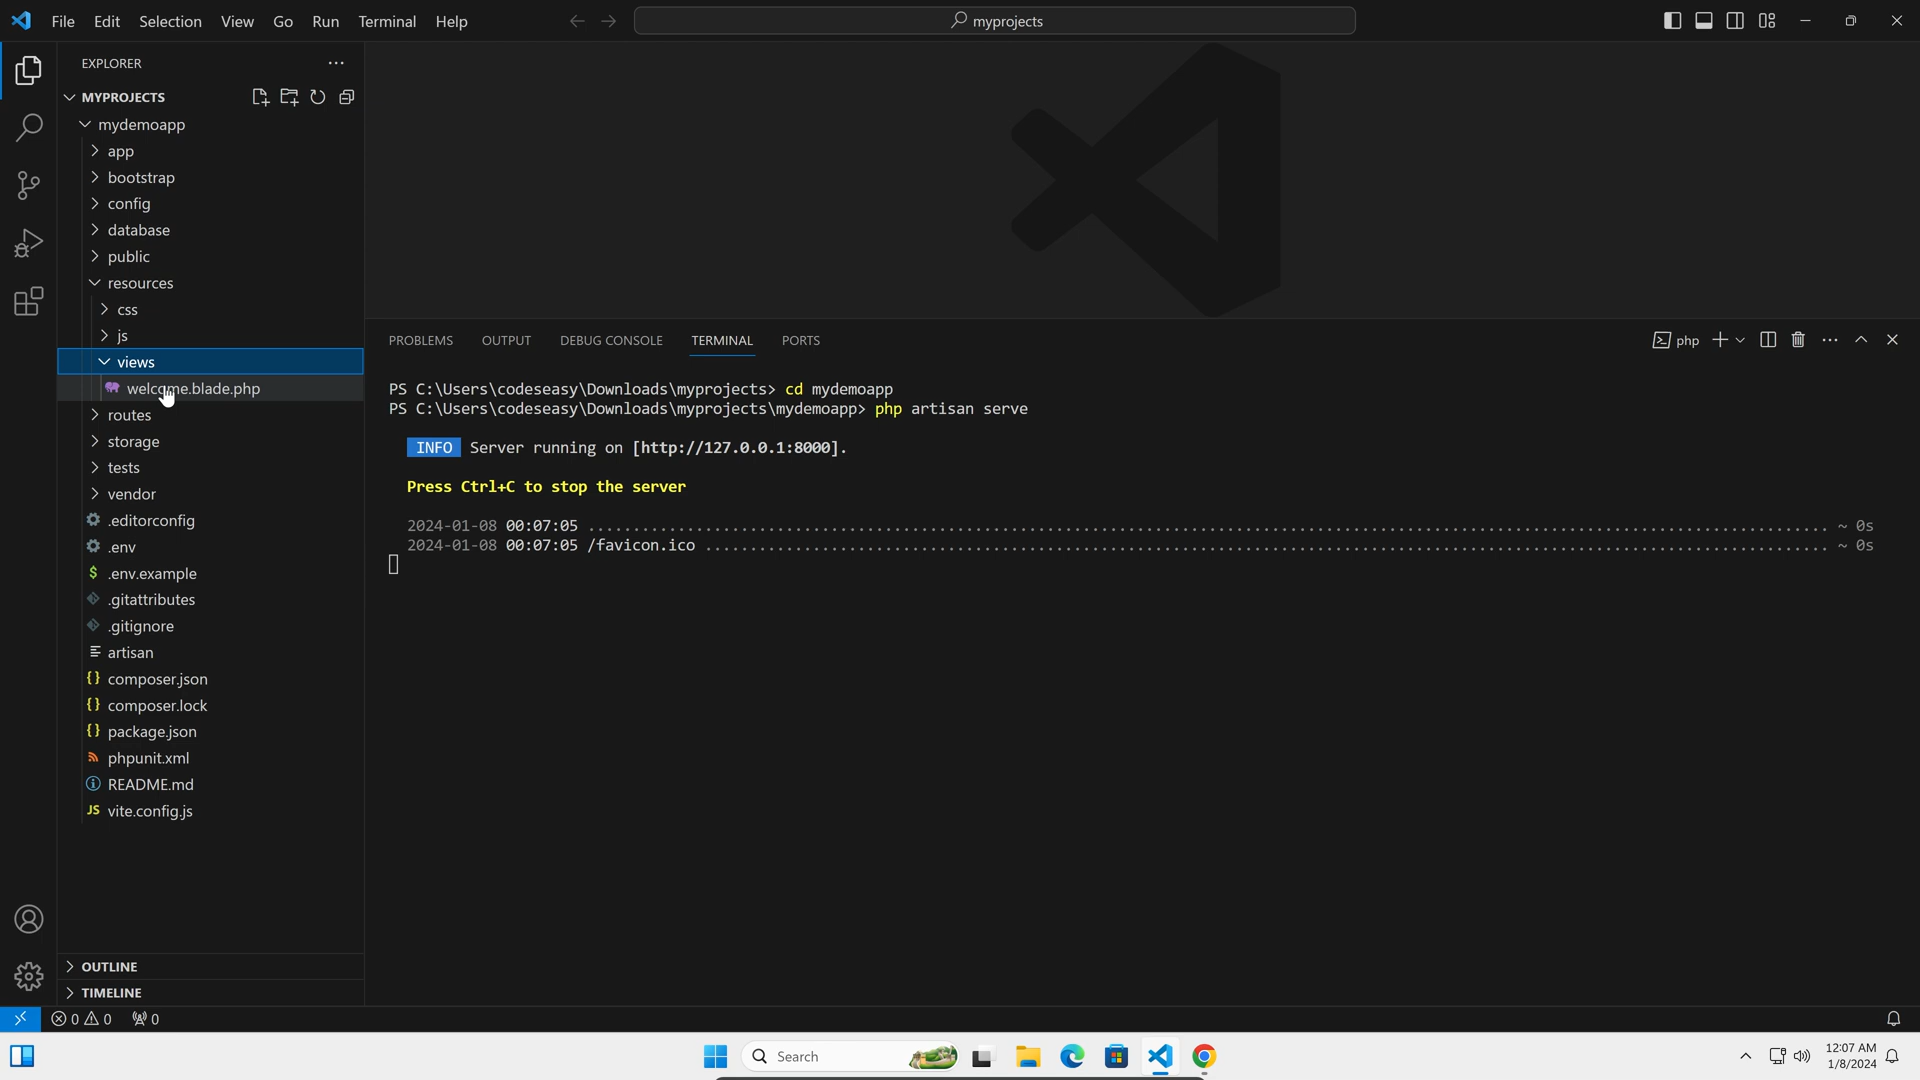 File Edit Selection View Go Run Terminal Help
myprojects
EXPLORER
MYPROJECTS
mydemoapp
app
bootstrap
config
database
public
resources
css
js
views
welcome.blade.php
routes
storage
tests
vendor
.editorconfig
.env
$ .env.example
.gitattributes
.gitignore
artisan
{} composer.json
{} composer.lock
{} package.json
phpunit.xml
README.md
JS vite.config.js
OUTLINE
TIMELINE
PROBLEMS OUTPUT DEBUG CONSOLE TERMINAL PORTS
php
PS C:\Users\codeseasy\Downloads\myprojects> cd mydemoapp
PS C:\Users\codeseasy\Downloads\myprojects\mydemoapp> php artisan serve
INFO Server running on [http://127.0.0.1:8000].
Press Ctrl+C to stop the server
2024-01-08 00:07:05 ........................................ ~ 0s
2024-01-08 00:07:05 /favicon.ico ........................................ ~ 0s
0 0 0
Search
12:07 AM
1/8/2024